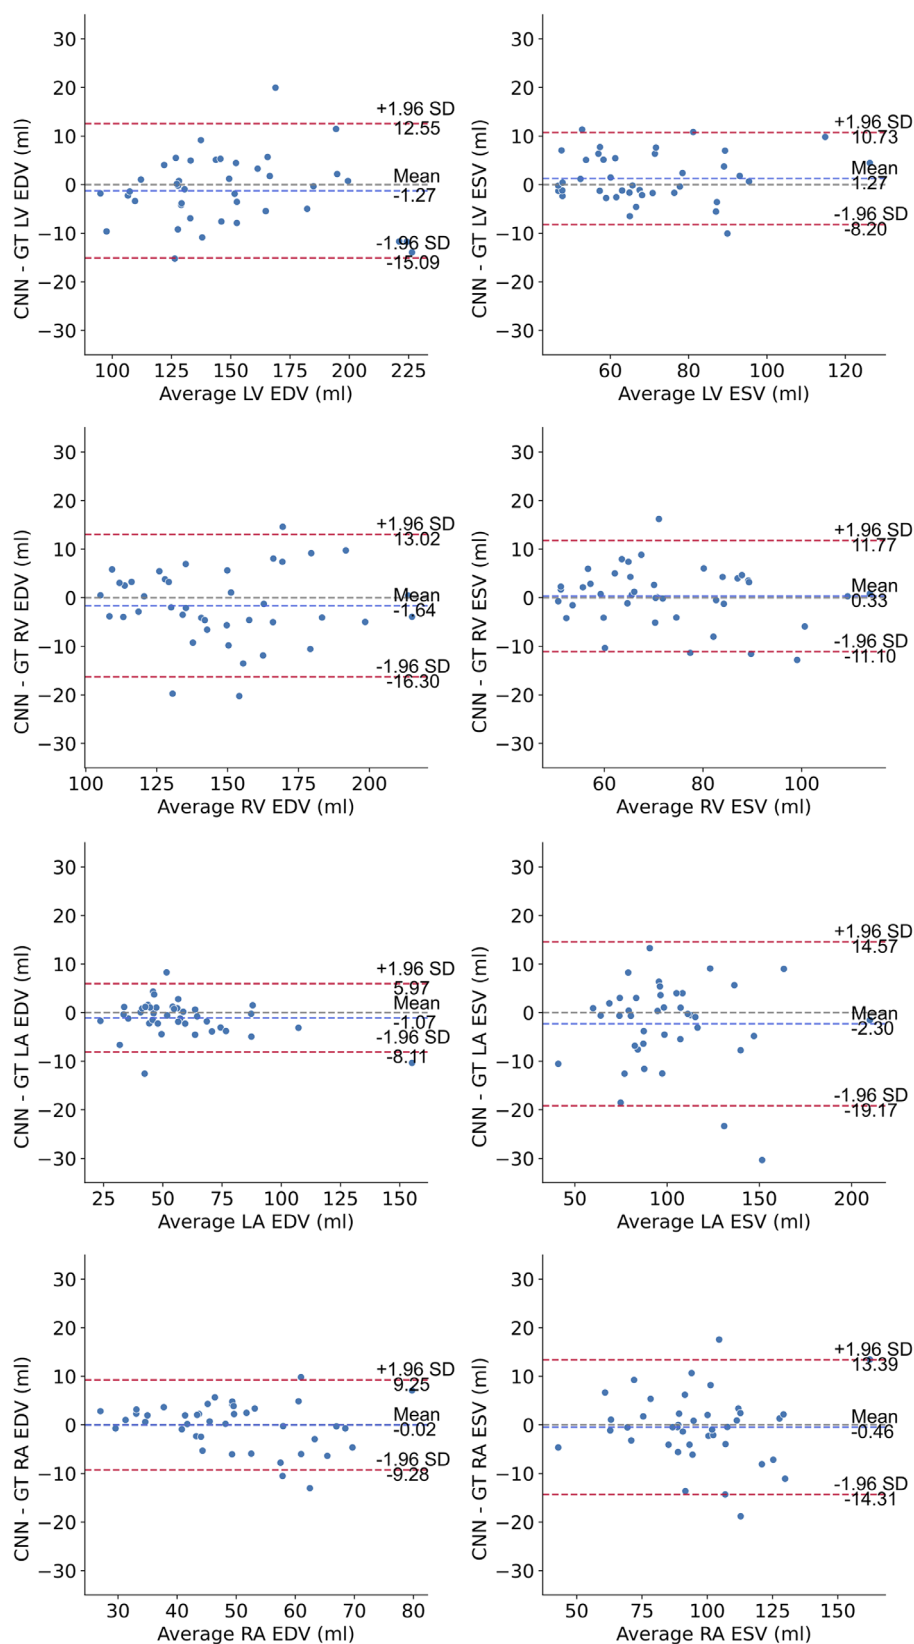 30
20
10
0
−10
−20
−30
CNN - GT LV EDV (ml)
+1.96 SD
12.55
Mean
-1.27
-1.96 SD
-15.09
100 125 150 175 200 225
Average LV EDV (ml)
30
20
10
0
−10
−20
−30
CNN - GT LV ESV (ml)
+1.96 SD
10.73
Mean
1.27
-1.96 SD
-8.20
60 80 100 120
Average LV ESV (ml)
30
20
10
0
−10
−20
−30
CNN - GT RV EDV (ml)
+1.96 SD
13.02
Mean
-1.64
-1.96 SD
-16.30
100 125 150 175 200
Average RV EDV (ml)
30
20
10
0
−10
−20
−30
CNN - GT RV ESV (ml)
+1.96 SD
11.77
Mean
0.33
-1.96 SD
-11.10
60 80 100
Average RV ESV (ml)
30
20
10
0
−10
−20
−30
CNN - GT LA EDV (ml)
+1.96 SD
5.97
Mean
-1.07
-1.96 SD
-8.11
25 50 75 100 125 150
Average LA EDV (ml)
30
20
10
0
−10
−20
−30
CNN - GT LA ESV (ml)
+1.96 SD
14.57
Mean
-2.30
-1.96 SD
-19.17
50 100 150 200
Average LA ESV (ml)
30
20
10
0
−10
−20
−30
CNN - GT RA EDV (ml)
+1.96 SD
9.25
Mean
-0.02
-1.96 SD
-9.28
30 40 50 60 70 80
Average RA EDV (ml)
30
20
10
0
−10
−20
−30
CNN - GT RA ESV (ml)
+1.96 SD
13.39
Mean
-0.46
-1.96 SD
-14.31
50 75 100 125 150
Average RA ESV (ml)